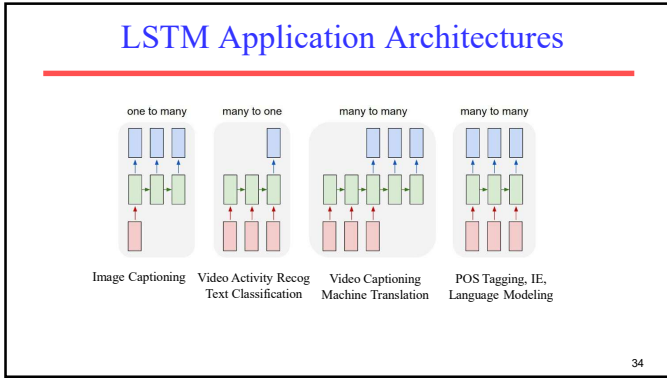 LSTM Application Architectures
one to many
many to one
many to many
many to many
Image Captioning
Video Activity Recog
Text Classification
Video Captioning
Machine Translation
POS Tagging, IE,
Language Modeling
34